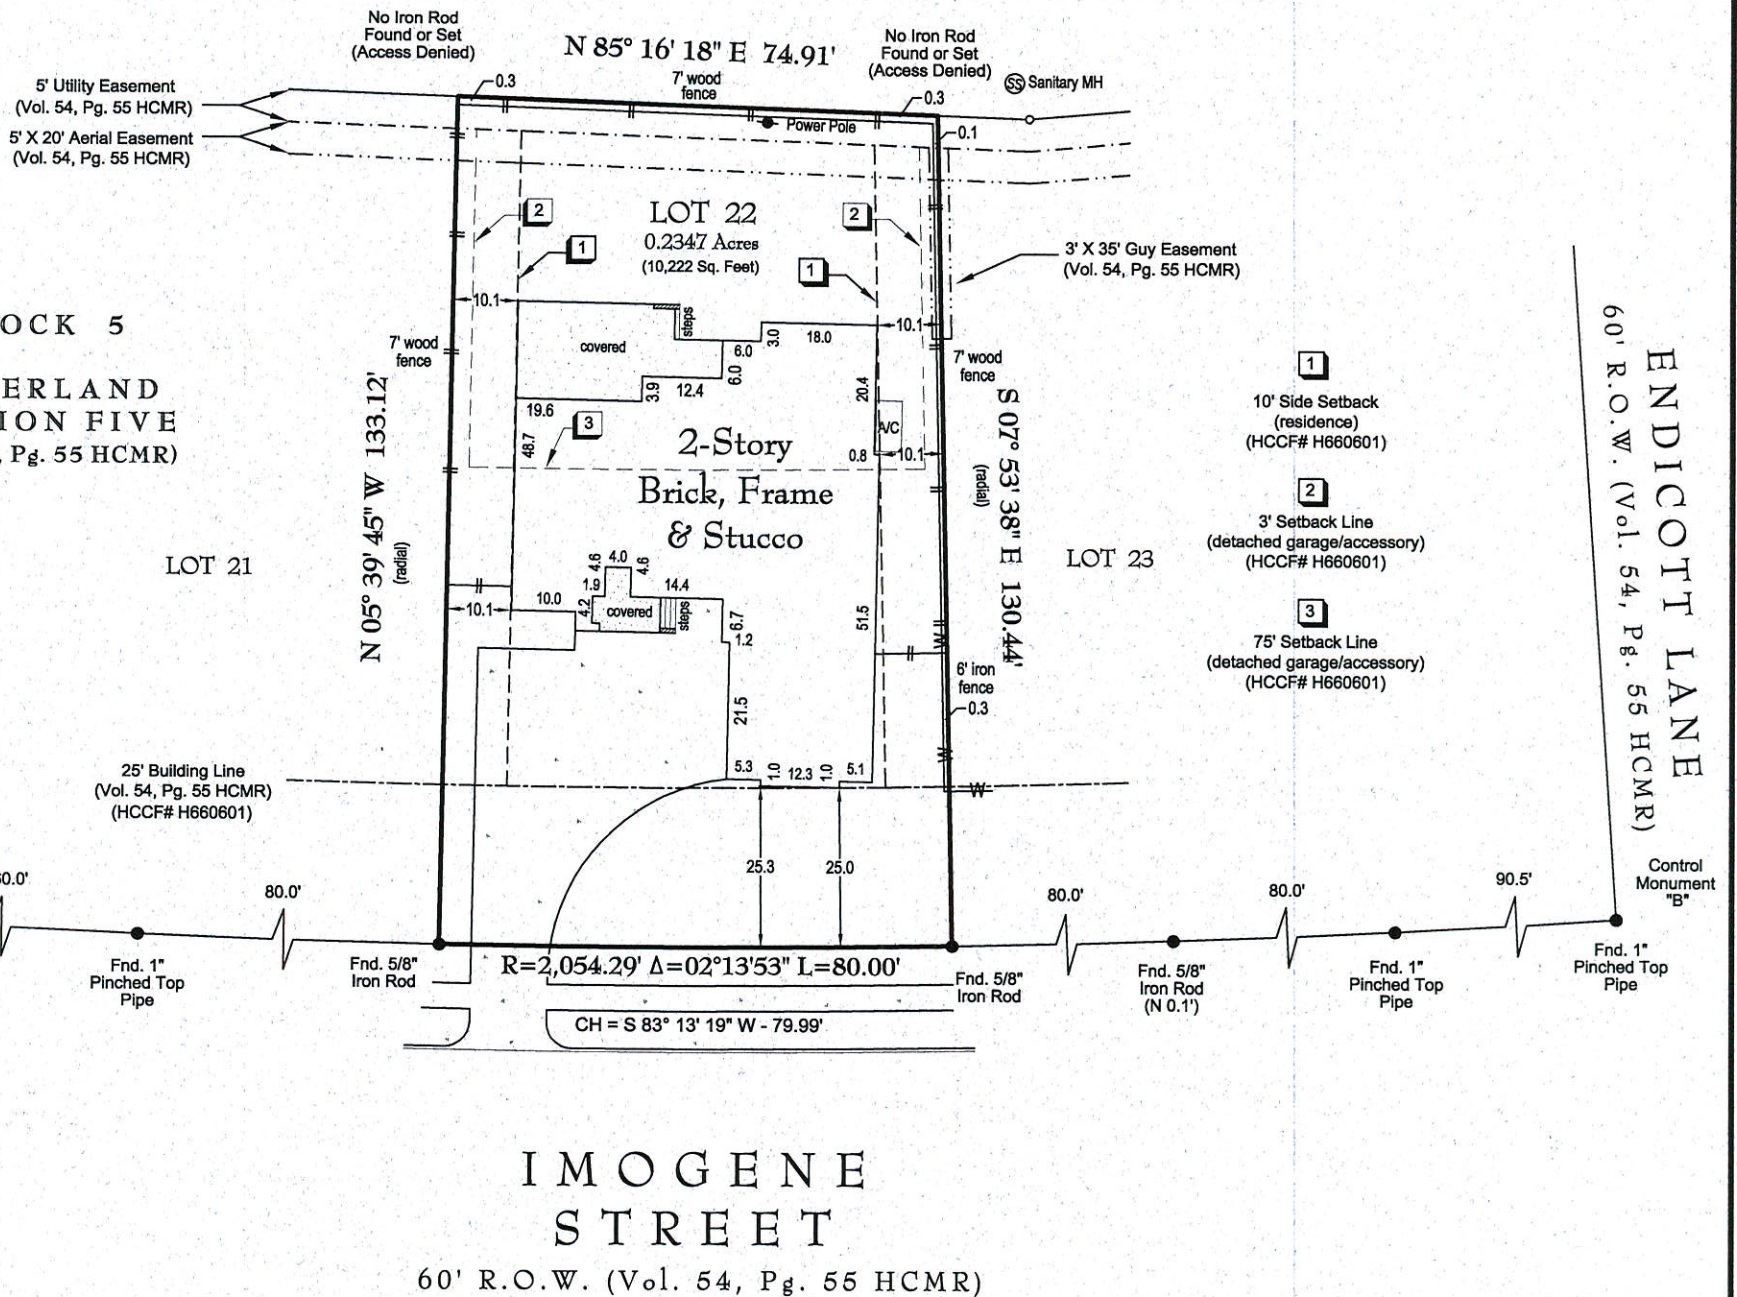 No Iron Rod
Found or Set
(Access Denied)
N 85° 16' 18" E 74.91'
No Iron Rod
Found or Set
(Access Denied)
SS Sanitary MH
5' Utility Easement
(Vol. 54, Pg. 55 HCMR)
5' X 20' Aerial Easement
(Vol. 54, Pg. 55 HCMR)
0.3
7' wood
fence
0.3
Power Pole
0.1
2
1
LOT 22
0.2347 Acres
(10,222 Sq. Feet)
2
1
3' X 35' Guy Easement
(Vol. 54, Pg. 55 HCMR)
OCK 5
ERLAND
ION FIVE
, Pg. 55 HCMR)
7' wood
fence
N 05° 39' 45" W 133.12'
(radial)
10.1
covered
steps
6.0
3.0
18.0
10.1
7' wood
fence
19.6
3.9
12.4
6.0
20.4
A/C
0.8
10.1
48.7
3
2-Story
Brick, Frame
& Stucco
S 07° 53' 38" E 130.44'
(radial)
LOT 21
LOT 23
10.1
10.0
4.2
1.9
4.6
4.0
4.6
14.4
covered
steps
6.7
1.2
51.5
21.5
6' iron
fence
0.3
W
W
W
5.3
1.0
12.3
1.0
5.1
25' Building Line
(Vol. 54, Pg. 55 HCMR)
(HCCF# H660601)
25.3
25.0
1
10' Side Setback
(residence)
(HCCF# H660601)
2
3' Setback Line
(detached garage/accessory)
(HCCF# H660601)
3
75' Setback Line
(detached garage/accessory)
(HCCF# H660601)
ENDICOTT LANE
60' R.O.W. (Vol. 54, Pg. 55 HCMR)
Control
Monument
"B"
0.0'
80.0'
80.0'
80.0'
90.5'
Fnd. 1"
Pinched Top
Pipe
Fnd. 5/8"
Iron Rod
R=2,054.29' Δ=02°13'53" L=80.00'
Fnd. 5/8"
Iron Rod
Fnd. 5/8"
Iron Rod
(N 0.1')
Fnd. 1"
Pinched Top
Pipe
Fnd. 1"
Pinched Top
Pipe
CH = S 83° 13' 19" W - 79.99'
IMOGENE
STREET
60' R.O.W. (Vol. 54, Pg. 55 HCMR)